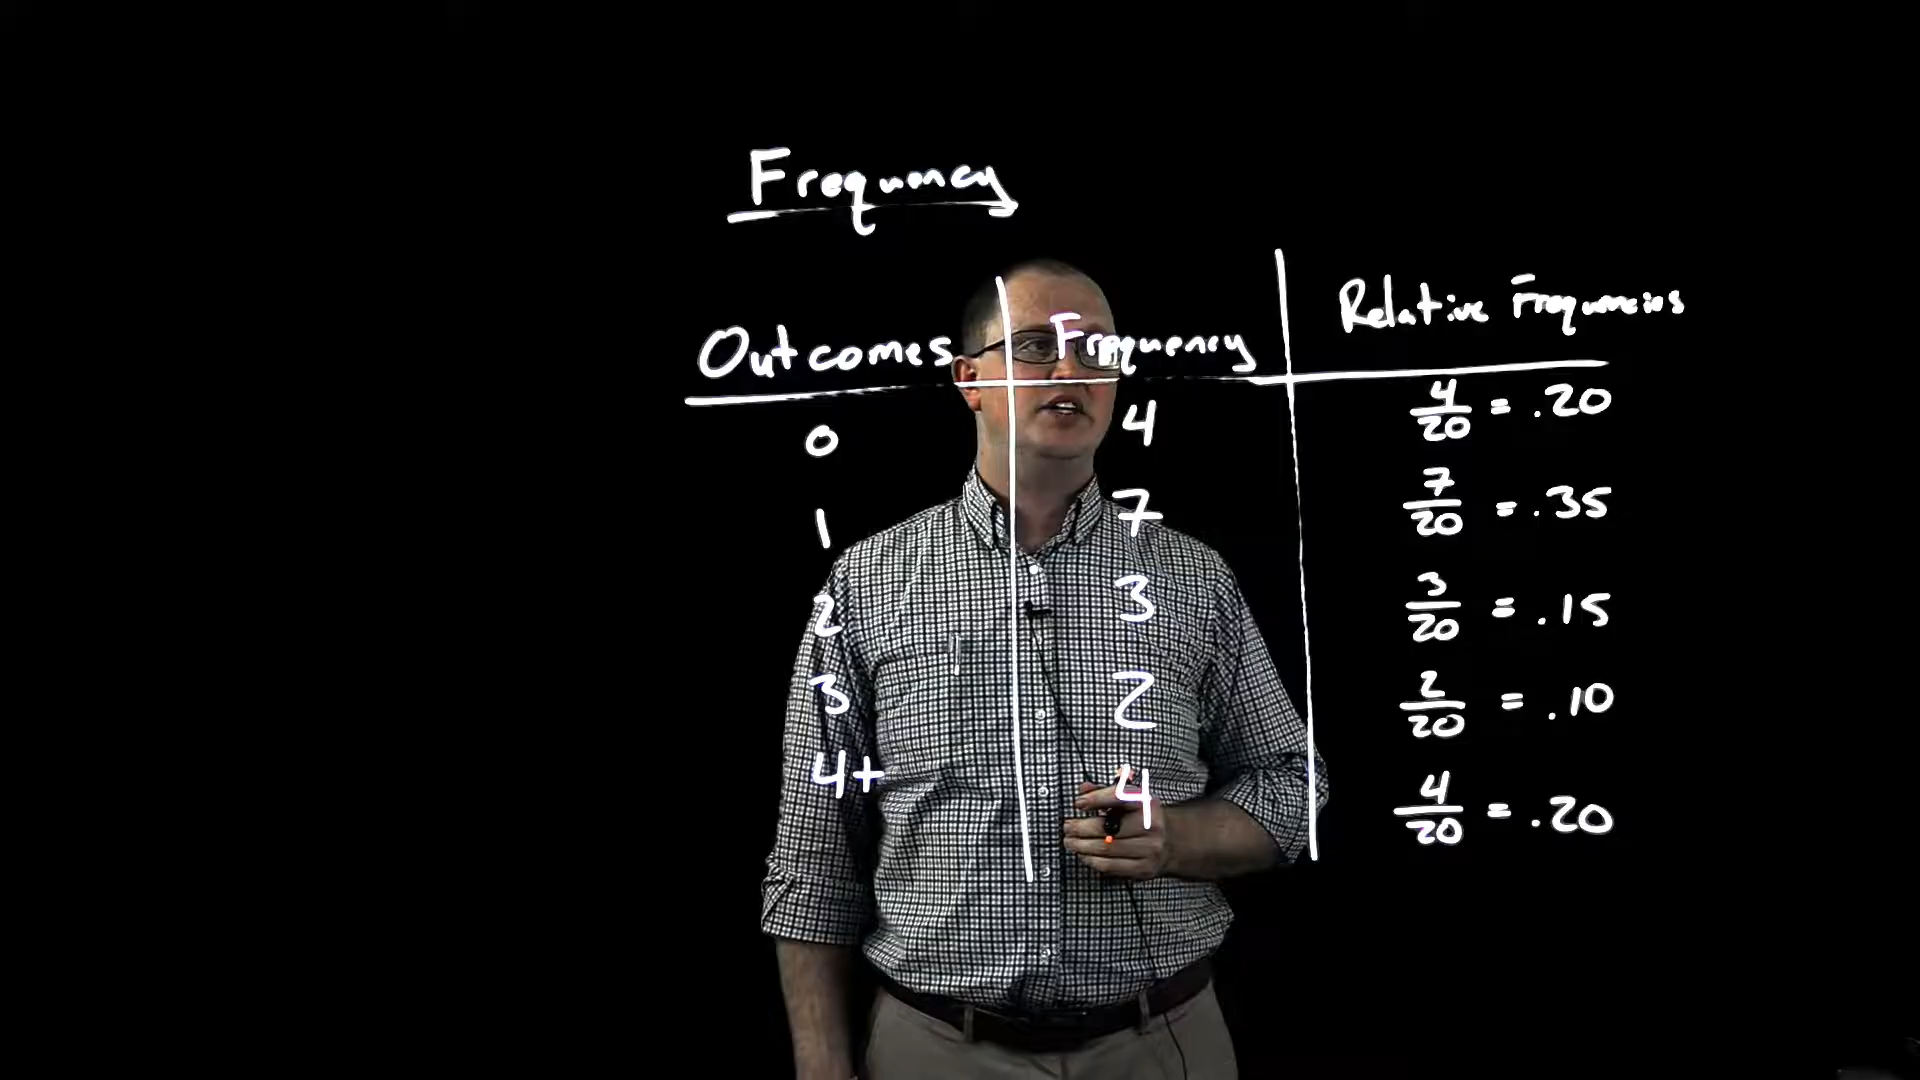 Frequency
Outcomes Frequency Relative Frequencies
0 4 4/20 = .20
1 7 7/20 = .35
2 3 3/20 = .15
3 2 2/20 = .10
4+ 4 4/20 = .20